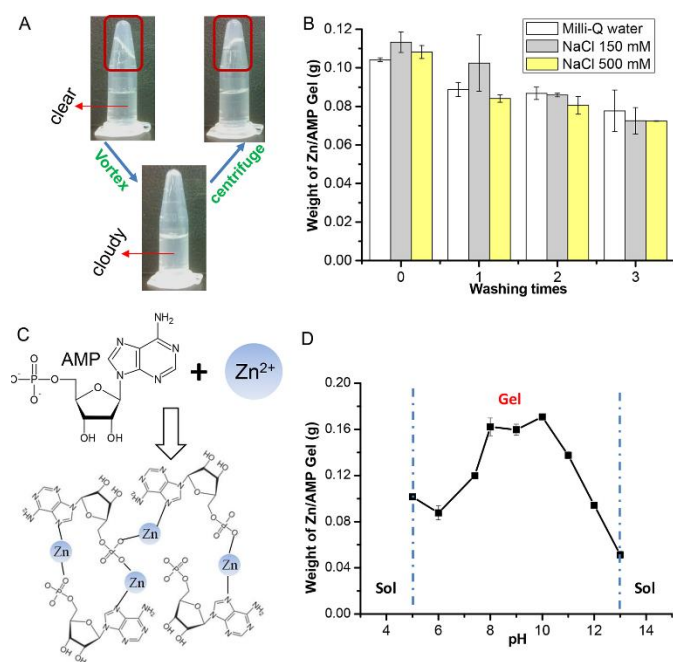 A
clear
Vortex
centrifuge
cloudy
B
Milli-Q water
NaCl 150 mM
NaCl 500 mM
Weight of Zn/AMP Gel (g)
0.12
0.10
0.08
0.06
0.04
0.02
0.00
0 1 2 3
Washing times
C
NH₂
N N
N N
AMP
O
⁻O P O
O⁻
O
OH OH
+
Zn²⁺
Zn
Zn
Zn
Zn
D
Weight of Zn/AMP Gel (g)
0.20
0.16
0.12
0.08
0.04
0.00
Gel
Sol
Sol
4 6 8 10 12 14
pH